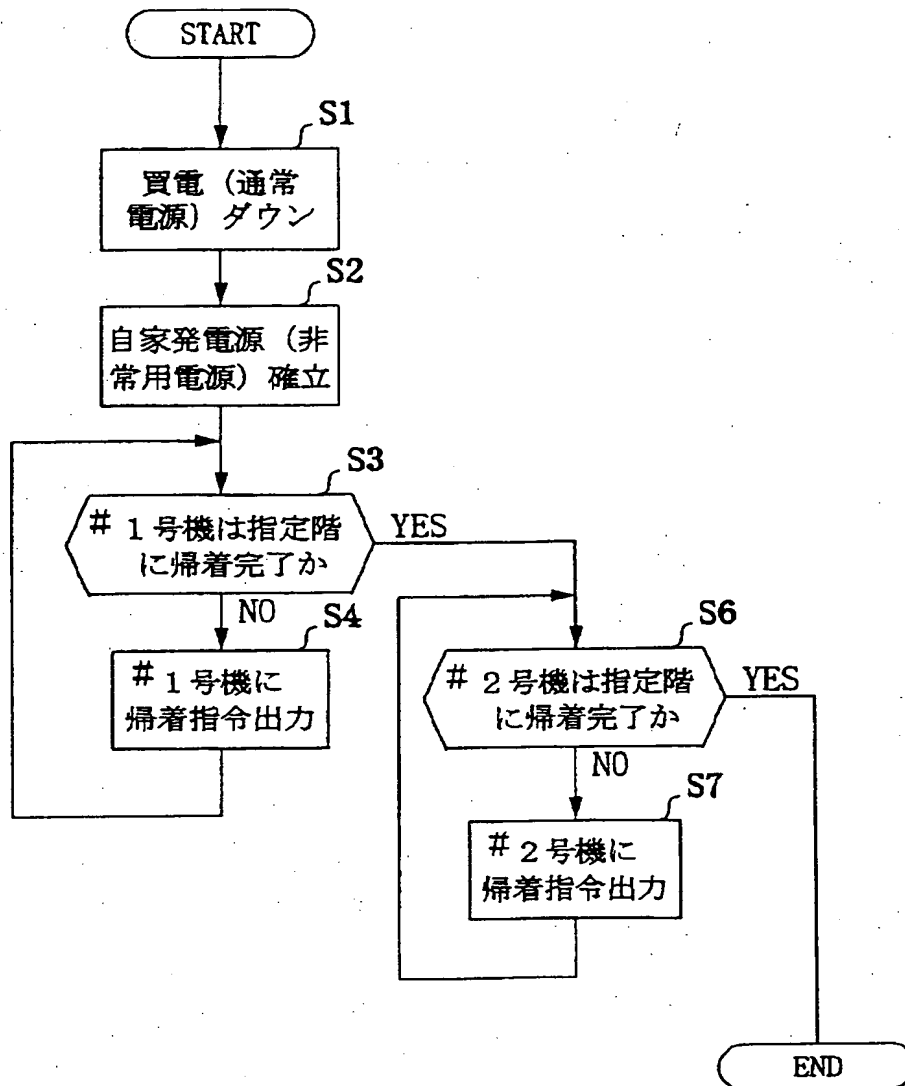 START
S1
買電（通常
電源）ダウン
S2
自家発電源（非
常用電源）確立
S3
# 1号機は指定階
に帰着完了か
YES
NO
S4
# 1号機に
帰着指令出力
S6
# 2号機は指定階
に帰着完了か
YES
NO
S7
# 2号機に
帰着指令出力
END